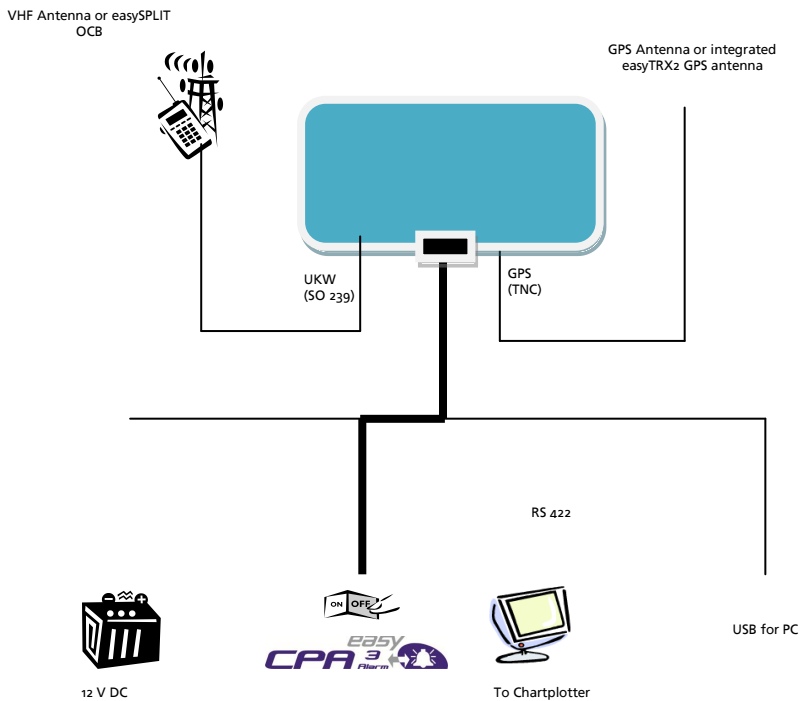 VHF Antenna or easySPLIT
OCB
GPS Antenna or integrated
easyTRX2 GPS antenna
UKW
(SO 239)
GPS
(TNC)
RS 422
ON OFF
easy
CPA 3
Alarm
USB for PC
12 V DC
To Chartplotter